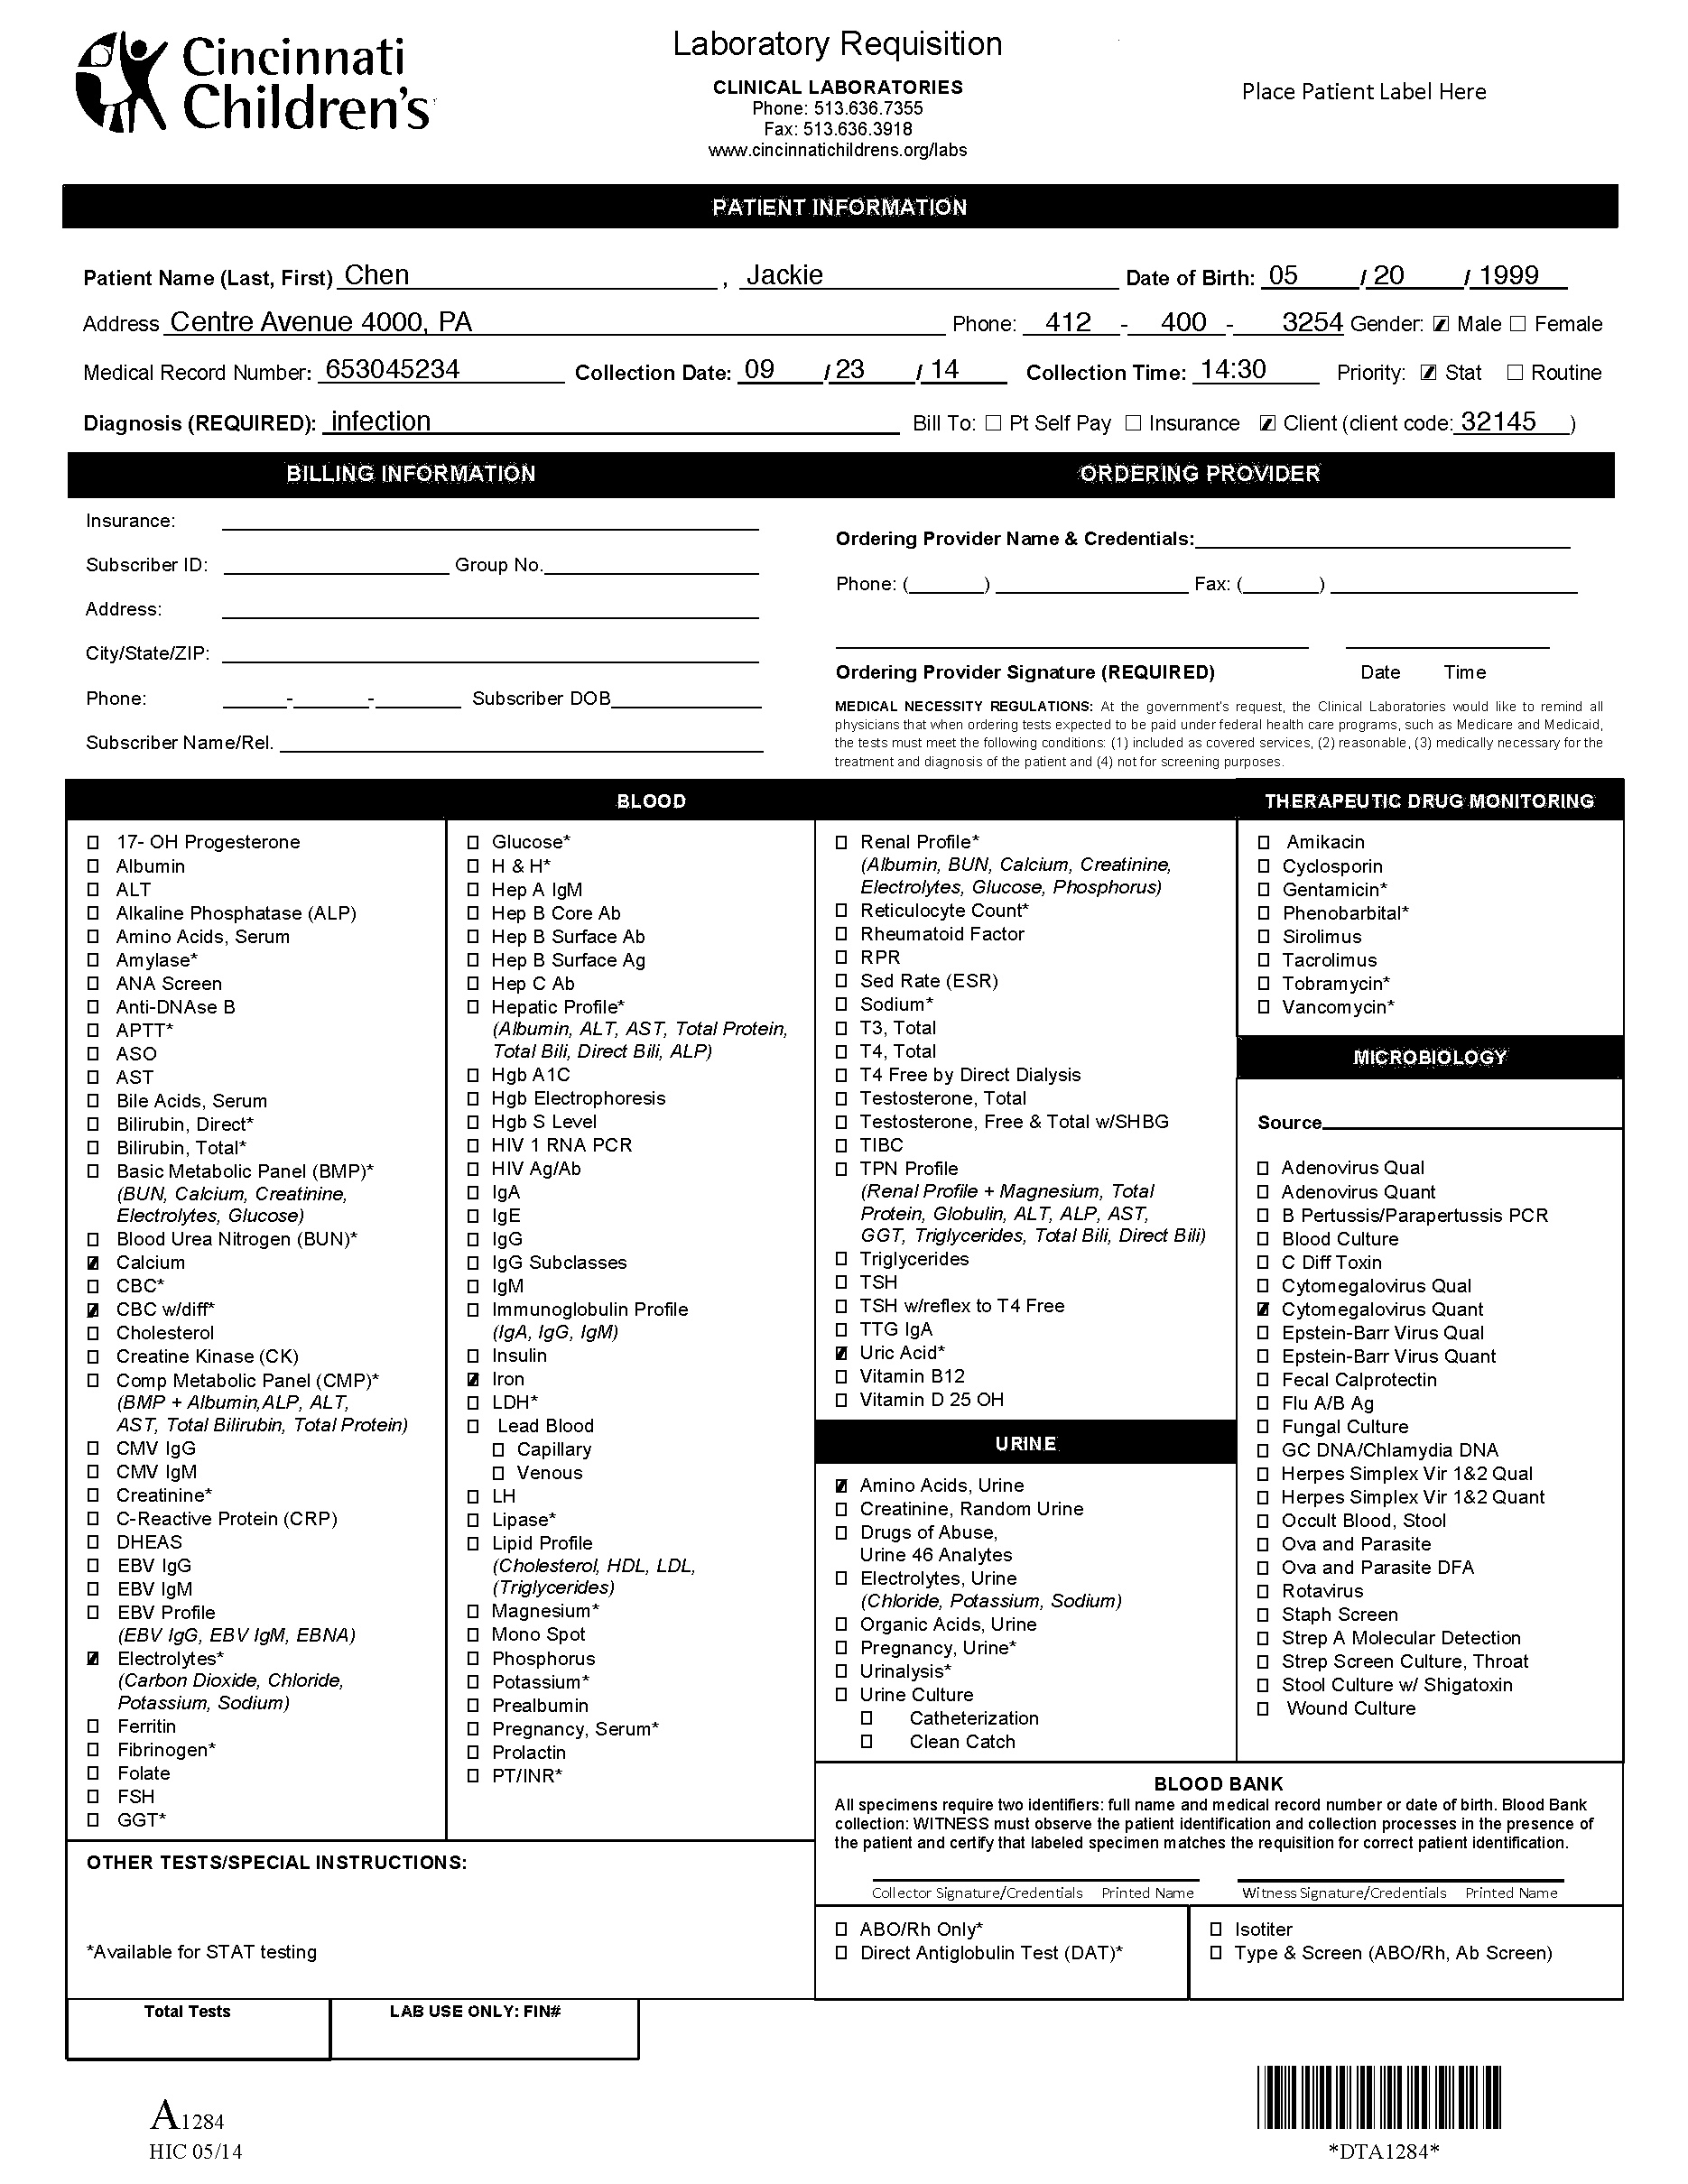 Cincinnati
Children's
Laboratory Requisition
CLINICAL LABORATORIES
Phone: 513.636.7355
Fax: 513.636.3918
www.cincinnatichildrens.org/labs
Place Patient Label Here
PATIENT INFORMATION
Patient Name (Last, First) Chen , Jackie Date of Birth: 05 / 20 / 1999
Address Centre Avenue 4000, PA Phone: 412 - 400 - 3254 Gender: Male Female
Medical Record Number: 653045234 Collection Date: 09 / 23 / 14 Collection Time: 14:30 Priority: Stat Routine
Diagnosis (REQUIRED): infection Bill To: Pt Self Pay Insurance Client (client code: 32145 )
BILLING INFORMATION
Insurance:
Subscriber ID: Group No.
Address:
City/State/ZIP:
Phone: - - Subscriber DOB
Subscriber Name/Rel.
ORDERING PROVIDER
Ordering Provider Name & Credentials:
Phone: ( ) Fax: ( )
Ordering Provider Signature (REQUIRED) Date Time
MEDICAL NECESSITY REGULATIONS: At the government's request, the Clinical Laboratories would like to remind all
physicians that when ordering tests expected to be paid under federal health care programs, such as Medicare and Medicaid,
the tests must meet the following conditions: (1) included as covered services, (2) reasonable, (3) medically necessary for the
treatment and diagnosis of the patient and (4) not for screening purposes.
BLOOD
17- OH Progesterone
Albumin
ALT
Alkaline Phosphatase (ALP)
Amino Acids, Serum
Amylase*
ANA Screen
Anti-DNAse B
APTT*
ASO
AST
Bile Acids, Serum
Bilirubin, Direct*
Bilirubin, Total*
Basic Metabolic Panel (BMP)*
(BUN, Calcium, Creatinine,
Electrolytes, Glucose)
Blood Urea Nitrogen (BUN)*
Calcium
CBC*
CBC w/diff*
Cholesterol
Creatine Kinase (CK)
Comp Metabolic Panel (CMP)*
(BMP + Albumin,ALP, ALT,
AST, Total Bilirubin, Total Protein)
CMV IgG
CMV IgM
Creatinine*
C-Reactive Protein (CRP)
DHEAS
EBV IgG
EBV IgM
EBV Profile
(EBV IgG, EBV IgM, EBNA)
Electrolytes*
(Carbon Dioxide, Chloride,
Potassium, Sodium)
Ferritin
Fibrinogen*
Folate
FSH
GGT*
Glucose*
H & H*
Hep A IgM
Hep B Core Ab
Hep B Surface Ab
Hep B Surface Ag
Hep C Ab
Hepatic Profile*
(Albumin, ALT, AST, Total Protein,
Total Bili, Direct Bili, ALP)
Hgb A1C
Hgb Electrophoresis
Hgb S Level
HIV 1 RNA PCR
HIV Ag/Ab
IgA
IgE
IgG
IgG Subclasses
IgM
Immunoglobulin Profile
(IgA, IgG, IgM)
Insulin
Iron
LDH*
Lead Blood
Capillary
Venous
LH
Lipase*
Lipid Profile
(Cholesterol, HDL, LDL,
(Triglycerides)
Magnesium*
Mono Spot
Phosphorus
Potassium*
Prealbumin
Pregnancy, Serum*
Prolactin
PT/INR*
Renal Profile*
(Albumin, BUN, Calcium, Creatinine,
Electrolytes, Glucose, Phosphorus)
Reticulocyte Count*
Rheumatoid Factor
RPR
Sed Rate (ESR)
Sodium*
T3, Total
T4, Total
T4 Free by Direct Dialysis
Testosterone, Total
Testosterone, Free & Total w/SHBG
TIBC
TPN Profile
(Renal Profile + Magnesium, Total
Protein, Globulin, ALT, ALP, AST,
GGT, Triglycerides, Total Bili, Direct Bili)
Triglycerides
TSH
TSH w/reflex to T4 Free
TTG IgA
Uric Acid*
Vitamin B12
Vitamin D 25 OH
URINE
Amino Acids, Urine
Creatinine, Random Urine
Drugs of Abuse,
Urine 46 Analytes
Electrolytes, Urine
(Chloride, Potassium, Sodium)
Organic Acids, Urine
Pregnancy, Urine*
Urinalysis*
Urine Culture
Catheterization
Clean Catch
THERAPEUTIC DRUG MONITORING
Amikacin
Cyclosporin
Gentamicin*
Phenobarbital*
Sirolimus
Tacrolimus
Tobramycin*
Vancomycin*
MICROBIOLOGY
Source
Adenovirus Qual
Adenovirus Quant
B Pertussis/Parapertussis PCR
Blood Culture
C Diff Toxin
Cytomegalovirus Qual
Cytomegalovirus Quant
Epstein-Barr Virus Qual
Epstein-Barr Virus Quant
Fecal Calprotectin
Flu A/B Ag
Fungal Culture
GC DNA/Chlamydia DNA
Herpes Simplex Vir 1&2 Qual
Herpes Simplex Vir 1&2 Quant
Occult Blood, Stool
Ova and Parasite
Ova and Parasite DFA
Rotavirus
Staph Screen
Strep A Molecular Detection
Strep Screen Culture, Throat
Stool Culture w/ Shigatoxin
Wound Culture
BLOOD BANK
All specimens require two identifiers: full name and medical record number or date of birth. Blood Bank
collection: WITNESS must observe the patient identification and collection processes in the presence of
the patient and certify that labeled specimen matches the requisition for correct patient identification.
Collector Signature/Credentials Printed Name Witness Signature/Credentials Printed Name
ABO/Rh Only*
Direct Antiglobulin Test (DAT)*
Isotiter
Type & Screen (ABO/Rh, Ab Screen)
OTHER TESTS/SPECIAL INSTRUCTIONS:
*Available for STAT testing
Total Tests
LAB USE ONLY: FIN#
A1284
HIC 05/14
*DTA1284*